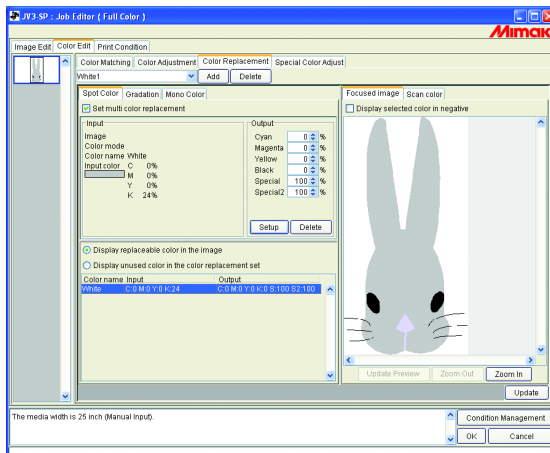 JV3-SP : Job Editor ( Full Color )
Mimaki
Image Edit Color Edit Print Condition
Color Matching Color Adjustment Color Replacement Special Color Adjust
White1 Add Delete
Spot Color Gradation Mono Color
Set multi color replacement
Input
Image
Color mode
Color name White
Input color C 0%
M 0%
Y 0%
K 24%
Output
Cyan 0 %
Magenta 0 %
Yellow 0 %
Black 0 %
Special 100 %
Special2 100 %
Setup Delete
Display replaceable color in the image
Display unused color in the color replacement set
Color name Input Output
White C:0 M:0 Y:0 K:24 C:0 M:0 Y:0 K:0 S:100 S2:100
Focused image Scan color
Display selected color in negative
Update Preview Zoom Out Zoom In
Update
The media width is 25 inch (Manual Input).
Condition Management
OK Cancel